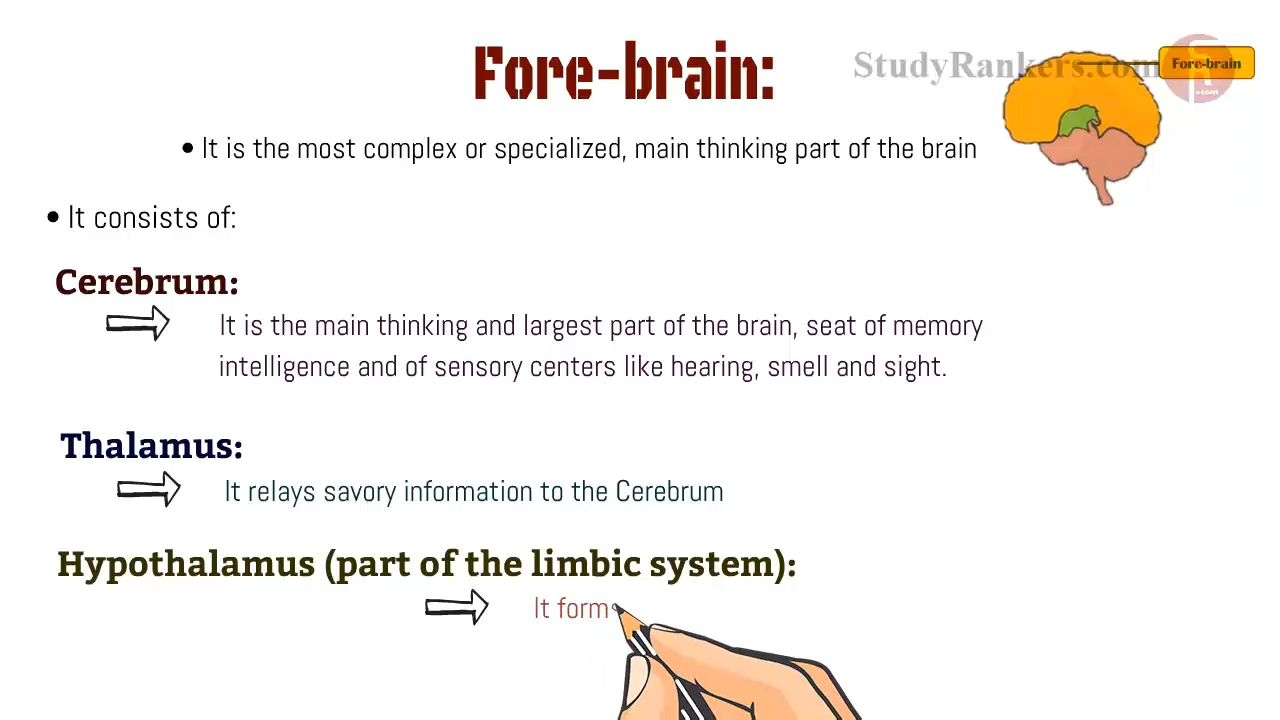 Fore-brain:
StudyRankers.com
Fore-brain
• It is the most complex or specialized, main thinking part of the brain
• It consists of:
Cerebrum:
It is the main thinking and largest part of the brain, seat of memory
intelligence and of sensory centers like hearing, smell and sight.
Thalamus:
It relays savory information to the Cerebrum
Hypothalamus (part of the limbic system):
It form